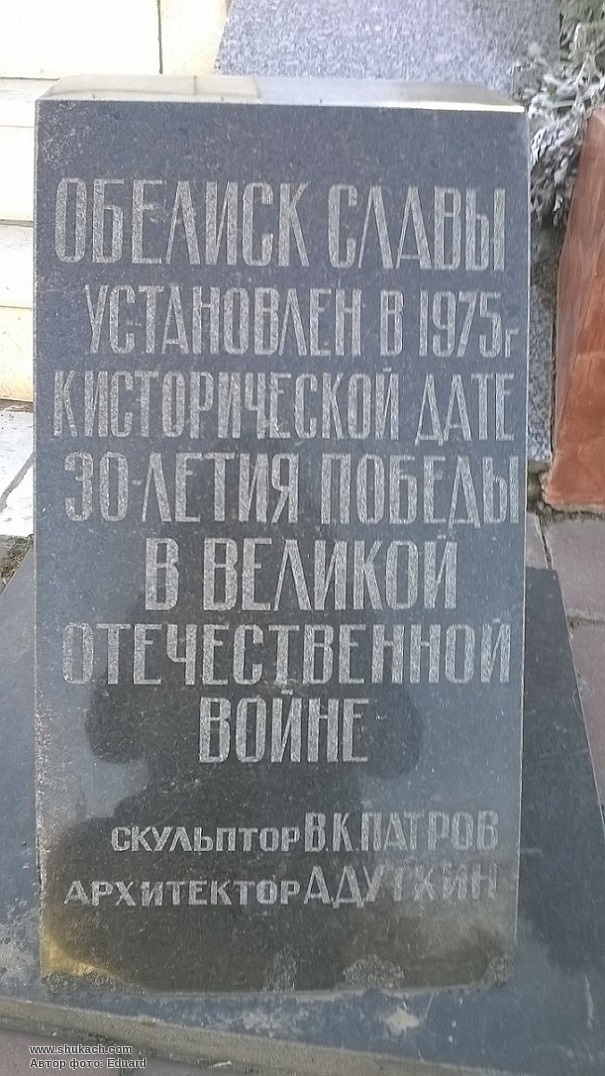 ОБЕЛИСК СЛАВЫ
УСТАНОВЛЕН В 1975г
К ИСТОРИЧЕСКОЙ ДАТЕ
30-ЛЕТИЯ ПОБЕДЫ
В ВЕЛИКОЙ
ОТЕЧЕСТВЕННОЙ
ВОЙНЕ
СКУЛЬПТОР В.К.ПАТРОВ
АРХИТЕКТОР А.ДУТКИН
www.shukach.com
Автор фото: Eduard